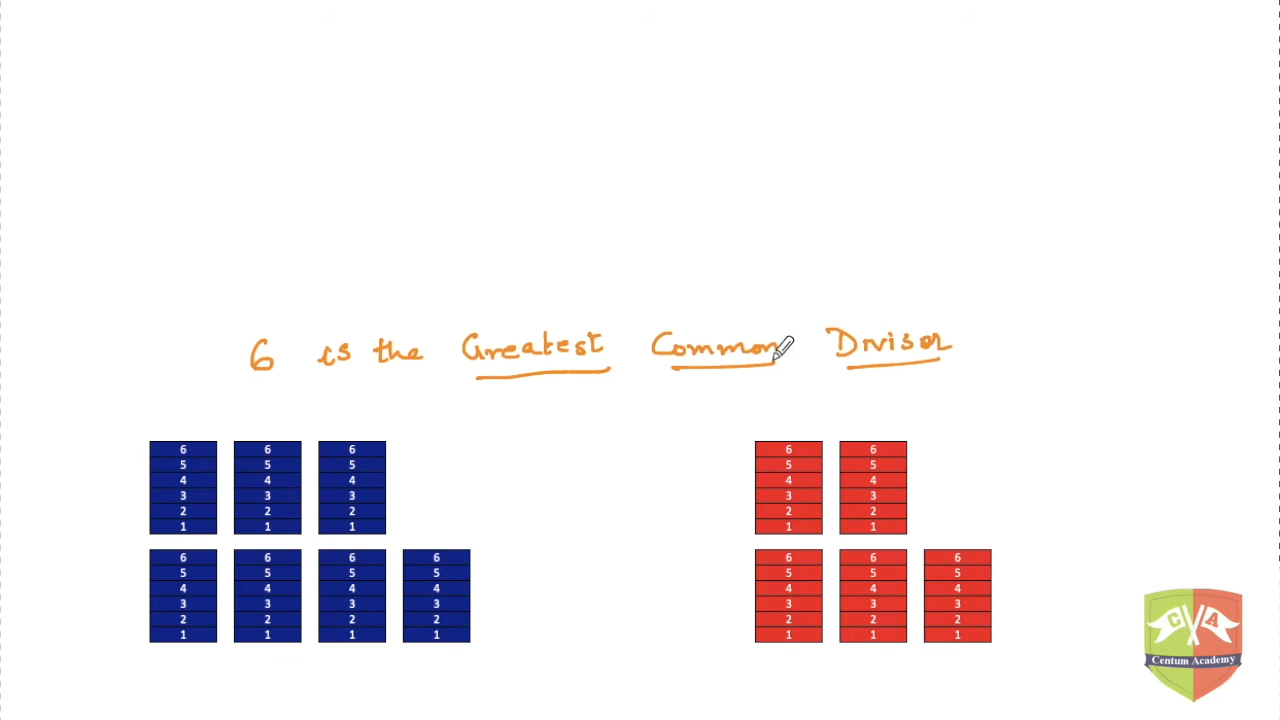 6 is the Greatest Common Divisor
6 6 6 6 6
5 5 5 5 5
4 4 4 4 4
3 3 3 3 3
2 2 2 2 2
1 1 1 1 1
6 6 6 6 6 6 6
5 5 5 5 5 5 5
4 4 4 4 4 4 4
3 3 3 3 3 3 3
2 2 2 2 2 2 2
1 1 1 1 1 1 1
C A
Centum Academy